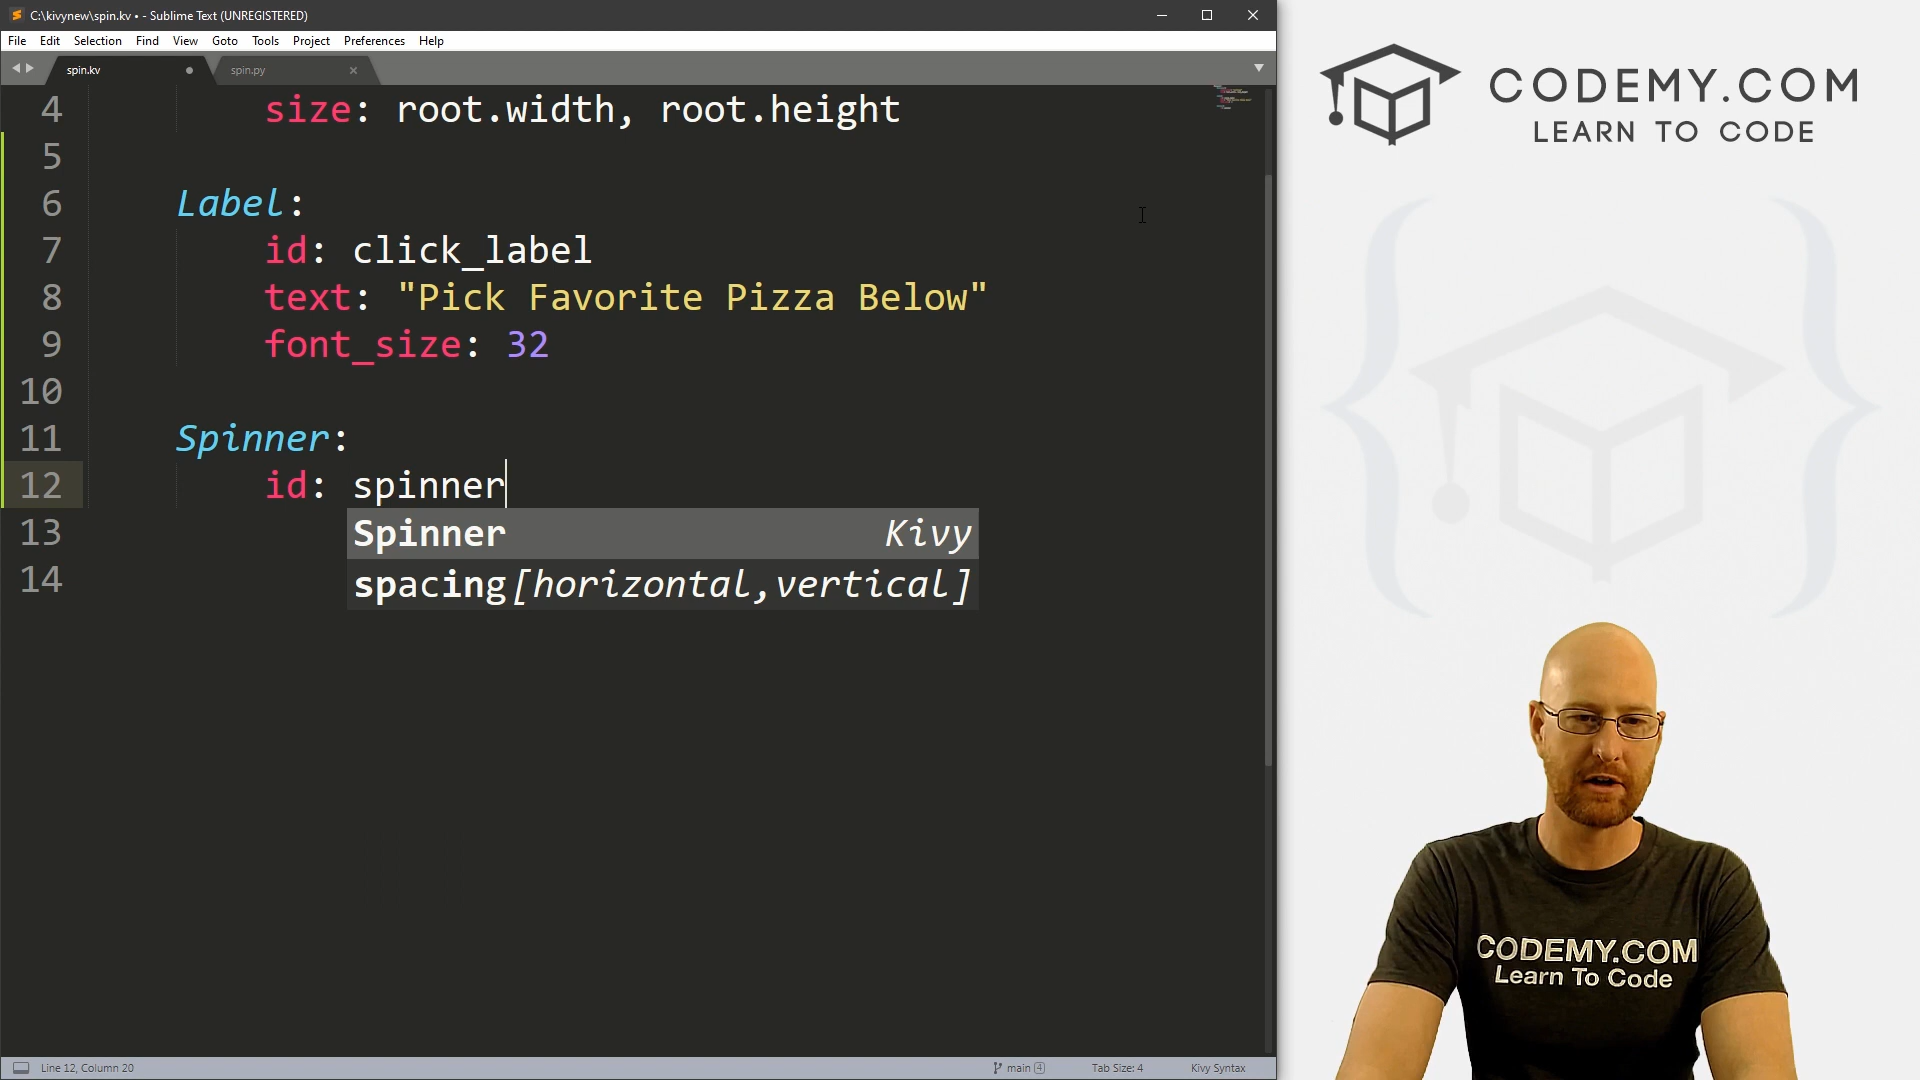 C:\kivynew\spin.kv • - Sublime Text (UNREGISTERED)
File Edit Selection Find View Goto Tools Project Preferences Help
spin.kv spin.py
4 size: root.width, root.height
5
6 Label:
7 id: click_label
8 text: "Pick Favorite Pizza Below"
9 font_size: 32
10
11 Spinner:
12 id: spinner
13 Spinner Kivy
14 spacing[horizontal,vertical]
Line 12, Column 20 main 4 Tab Size: 4 Kivy Syntax
CODEMY.COM
LEARN TO CODE
CODEMY.COM
Learn To Code